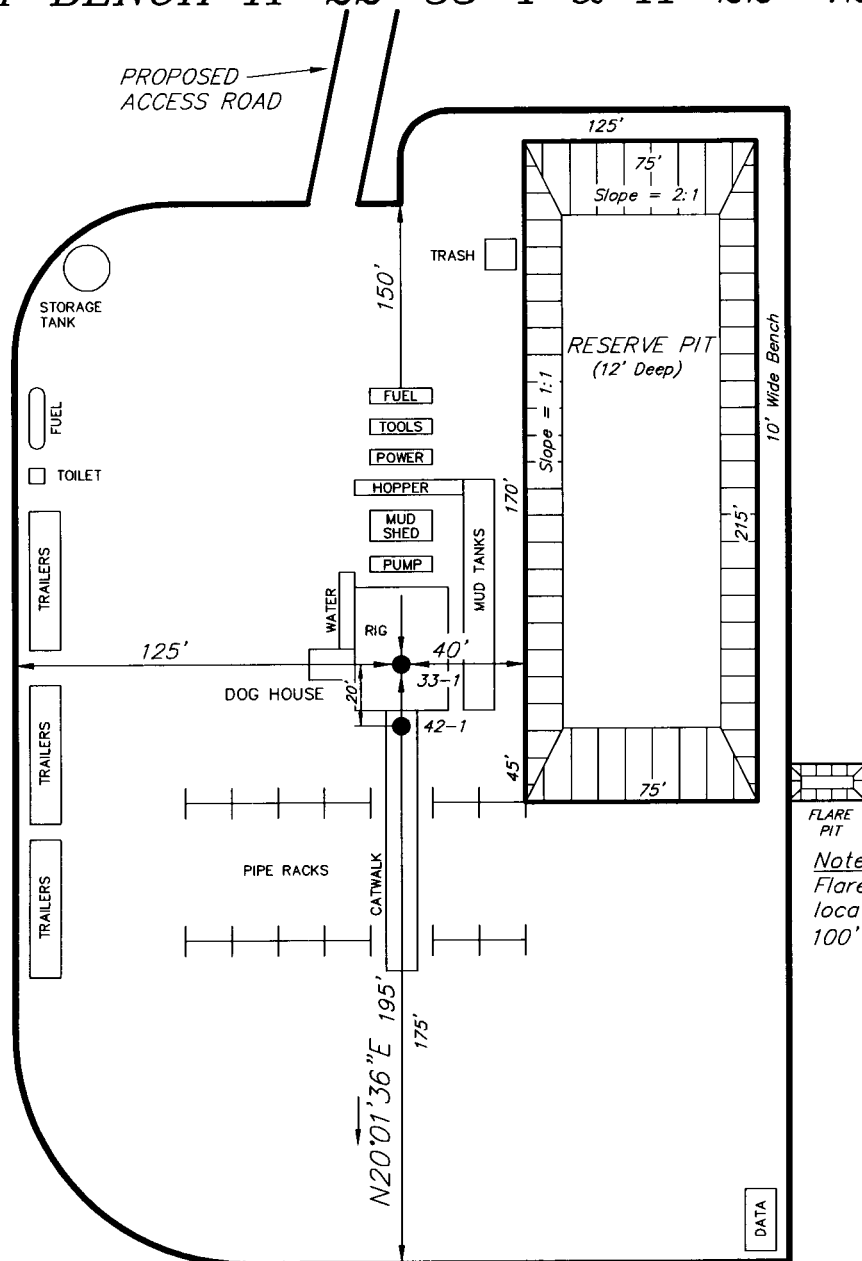 PROPOSED
ACCESS ROAD
125'
75'
Slope = 2:1
TRASH
STORAGE
TANK
150'
RESERVE PIT
(12' Deep)
10' Wide Bench
Slope = 1:1
FUEL
FUEL
TOOLS
POWER
TOILET
HOPPER
170'
215'
MUD
SHED
MUD TANKS
PUMP
TRAILERS
WATER
RIG
125'
40'
33-1
DOG HOUSE
20'
42-1
TRAILERS
45'
75'
FLARE
PIT
PIPE RACKS
CATWALK
TRAILERS
Note
Flare
loca
100'
N20°01'36"E 195'
175'
DATA